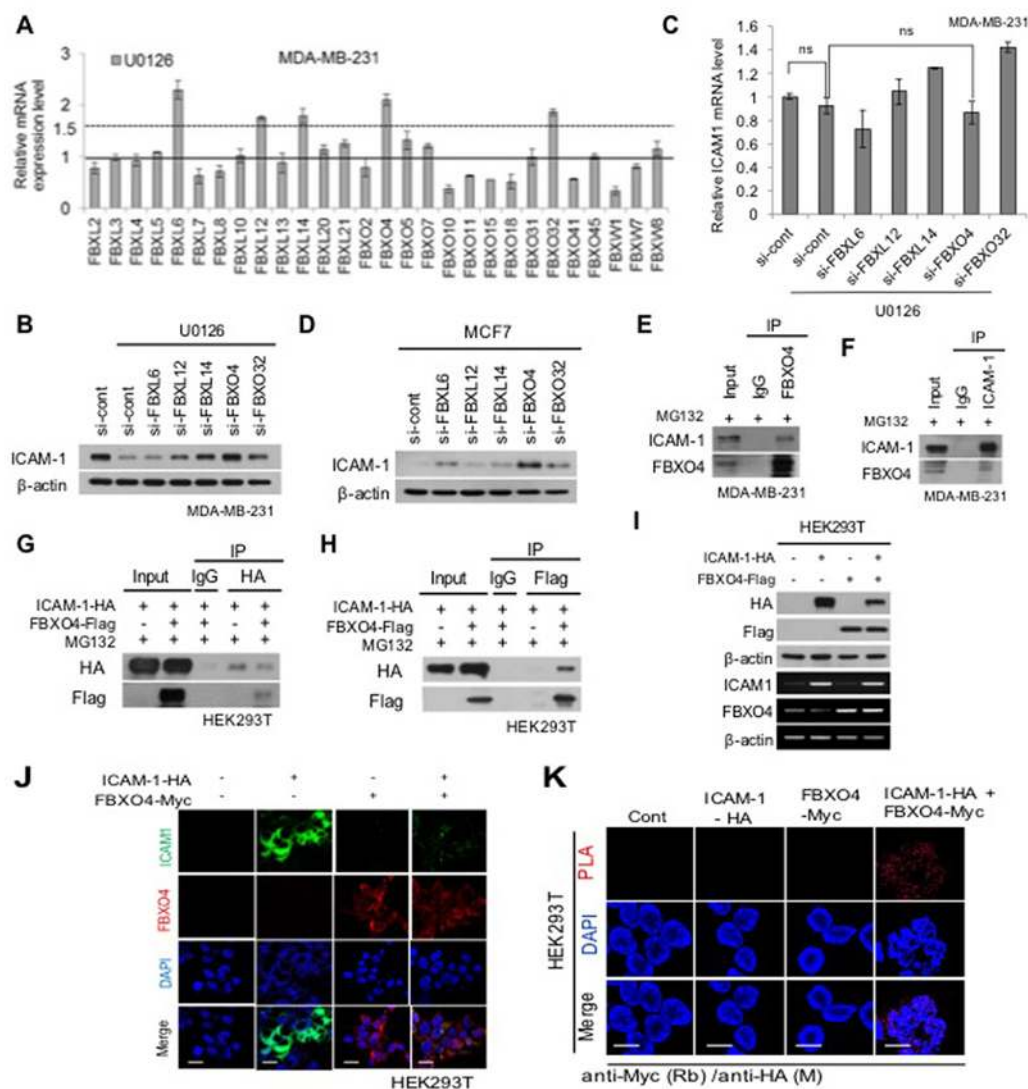 A
Relative mRNA
expression level
3
2
1.5
1
0
U0126
MDA-MB-231
FBXL2
FBXL3
FBXL4
FBXL5
FBXL6
FBXL7
FBXL8
FBXL10
FBXL12
FBXL13
FBXL14
FBXL20
FBXL21
FBXO2
FBXO4
FBXO5
FBXO7
FBXO10
FBXO11
FBXO15
FBXO18
FBXO31
FBXO32
FBXO41
FBXO45
FBXW1
FBXW7
FBXW8
C
MDA-MB-231
Relative ICAM1 mRNA level
1.6
1.4
1.2
1
0.8
0.6
0.4
0.2
0
ns
ns
si-cont
si-cont
si-FBXL6
si-FBXL12
si-FBXL14
si-FBXO4
si-FBXO32
U0126
B
U0126
si-cont
si-cont
si-FBXL6
si-FBXL12
si-FBXL14
si-FBXO4
si-FBXO32
ICAM-1
β-actin
MDA-MB-231
D
MCF7
si-cont
si-FBXL6
si-FBXL12
si-FBXL14
si-FBXO4
si-FBXO32
ICAM-1
β-actin
E
IP
Input
IgG
FBXO4
MG132 + + +
ICAM-1
FBXO4
MDA-MB-231
F
IP
Input
IgG
ICAM-1
MG132 + + +
ICAM-1
FBXO4
MDA-MB-231
G
IP
Input IgG HA
ICAM-1-HA + + + + +
FBXO4-Flag - + + - +
MG132 + + + + +
HA
Flag
HEK293T
H
IP
Input IgG Flag
ICAM-1-HA + + + + +
FBXO4-Flag - + + - +
MG132 + + + + +
HA
Flag
HEK293T
I
HEK293T
ICAM-1-HA - + - +
FBXO4-Flag - - + +
HA
Flag
β-actin
ICAM1
FBXO4
β-actin
J
ICAM-1-HA - + - +
FBXO4-Myc - - + +
ICAM1
FBXO4
DAPI
Merge
HEK293T
K
Cont
ICAM-1
- HA
FBXO4
-Myc
ICAM-1-HA +
FBXO4-Myc
HEK293T
PLA
DAPI
Merge
anti-Myc (Rb) /anti-HA (M)